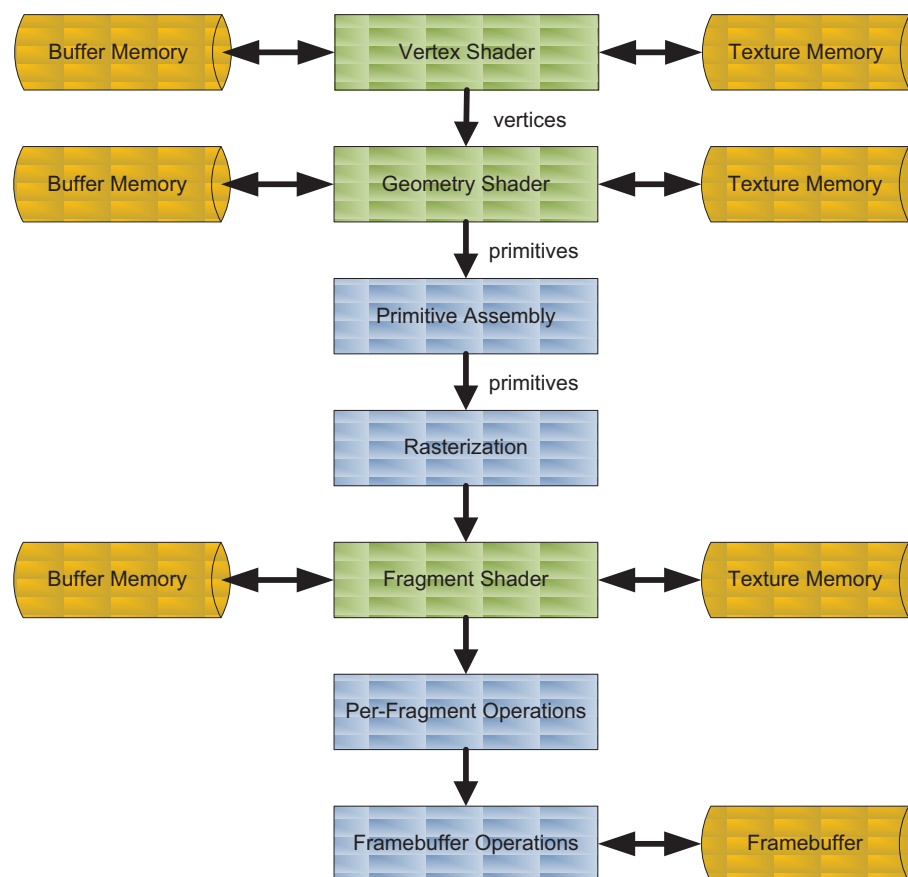 Buffer Memory
Vertex Shader
Texture Memory
vertices
Buffer Memory
Geometry Shader
Texture Memory
primitives
Primitive Assembly
primitives
Rasterization
Buffer Memory
Fragment Shader
Texture Memory
Per-Fragment Operations
Framebuffer Operations
Framebuffer